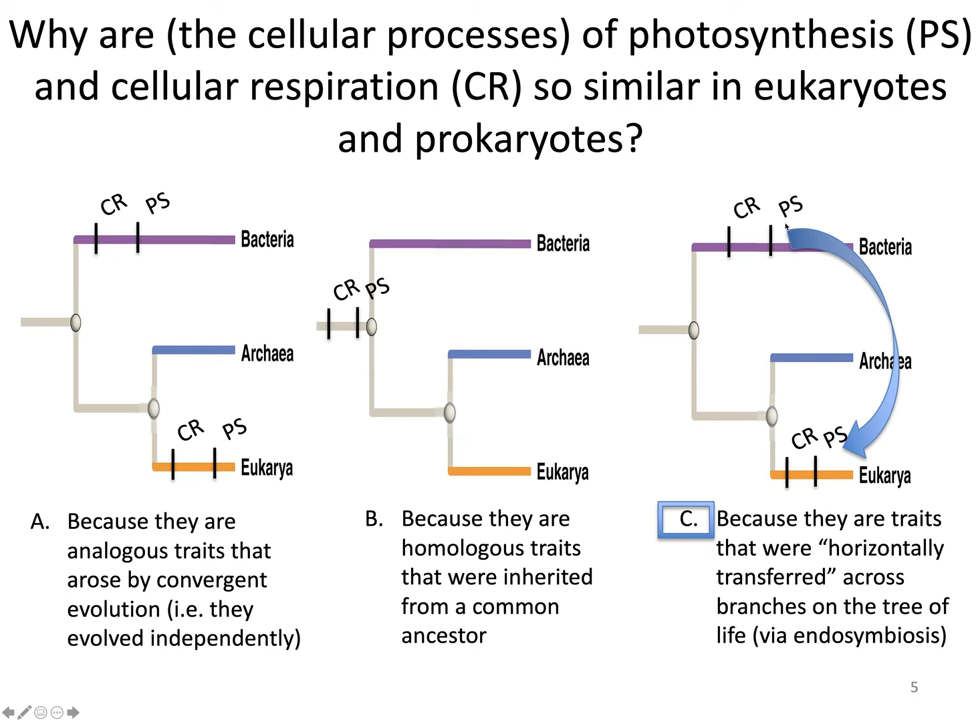 Why are (the cellular processes) of photosynthesis (PS)
and cellular respiration (CR) so similar in eukaryotes
and prokaryotes?
CR PS
Bacteria
Archaea
CR PS
Eukarya
A. Because they are
analogous traits that
arose by convergent
evolution (i.e. they
evolved independently)
CR PS
Bacteria
Archaea
Eukarya
B. Because they are
homologous traits
that were inherited
from a common
ancestor
CR PS
Bacteria
Archaea
CR PS
Eukarya
C. Because they are traits
that were “horizontally
transferred” across
branches on the tree of
life (via endosymbiosis)
5